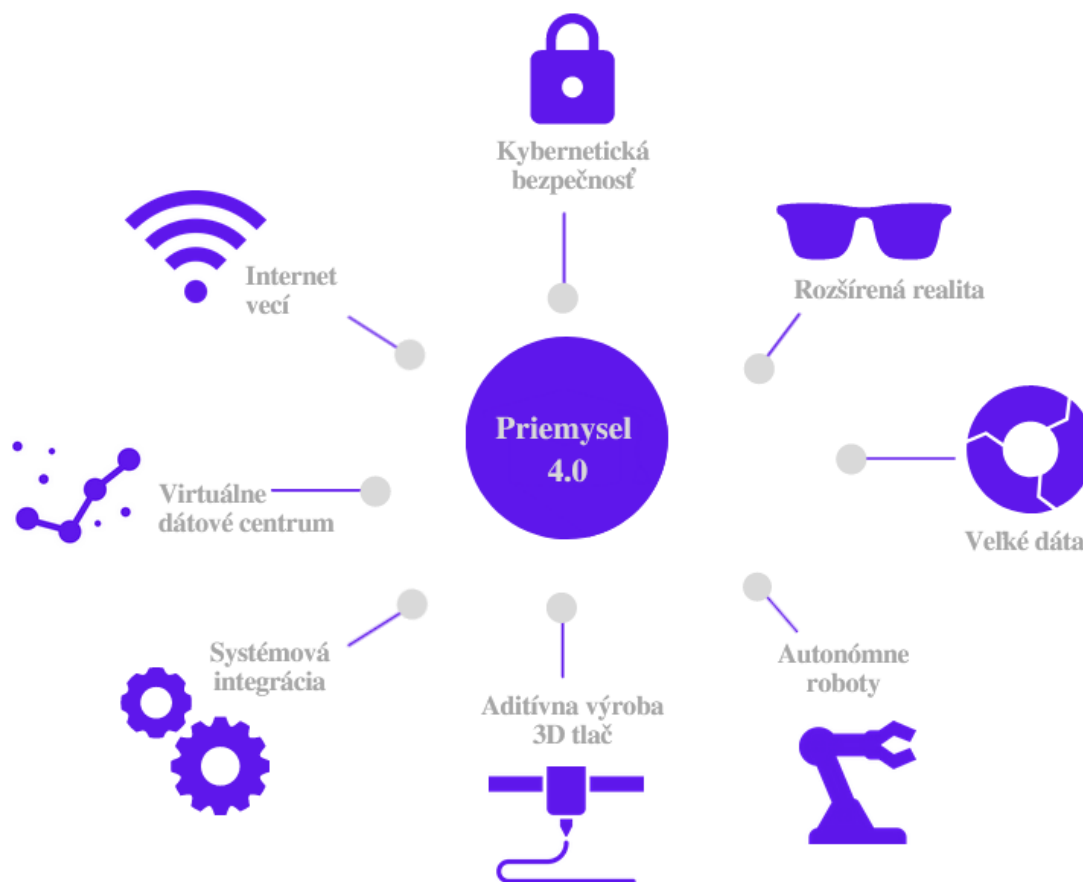 Kybernetická
bezpečnosť
Internet
vecí
Rozšírená realita
Priemysel
4.0
Virtuálne
dátové centrum
Veľké dáta
Systémová
integrácia
Autonómne
roboty
Aditívna výroba
3D tlač